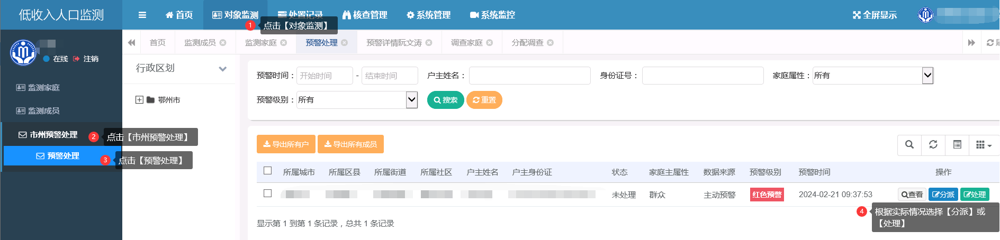 低收入人口监测
首页
对象监测
处置记录
核查管理
系统管理
系统监控
全屏显示
1 点击【对象监测】
首页
监测成员
监测家庭
预警处理
预警详情阮文涛
调查家庭
分配调查
在线
注销
监测家庭
监测成员
市州预警处理
2 点击【市州预警处理】
预警处理
3 点击【预警处理】
行政区划
鄂州市
预警时间： 开始时间 - 结束时间 户主姓名： 身份证号： 家庭属性： 所有
预警级别： 所有 搜索 重置
导出所有户 导出所有成员
所属城市 所属区县 所属街道 所属社区 户主姓名 户主身份证 状态 家庭主属性 数据来源 预警级别 预警时间 操作
未处理 群众 主动预警 红色预警 2024-02-21 09:37:53 查看 分派 处理
4 根据实际情况选择【分派】或
【处理】
显示第 1 到第 1 条记录，总共 1 条记录